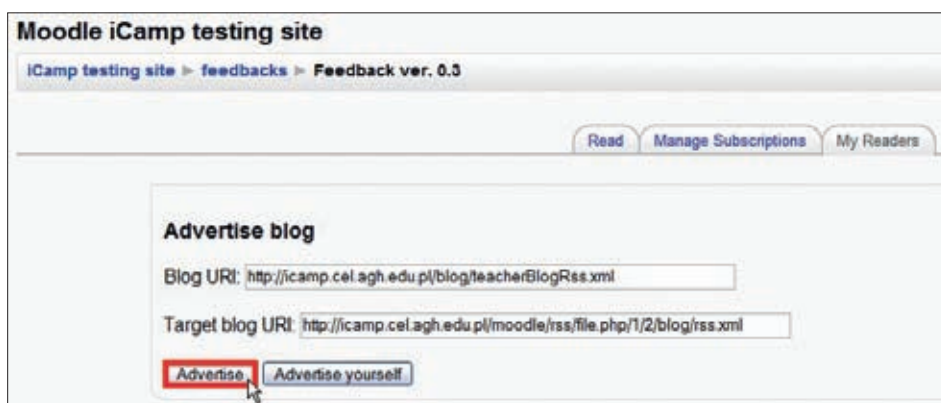 Moodle iCamp testing site
iCamp testing site ► feedbacks ► Feedback ver. 0.3
Read Manage Subscriptions My Readers
Advertise blog
Blog URI: http://icamp.cel.agh.edu.pl/blog/teacherBlogRss.xml
Target blog URI: http://icamp.cel.agh.edu.pl/moodle/rss/file.php/1/2/blog/rss.xml
Advertise Advertise yourself